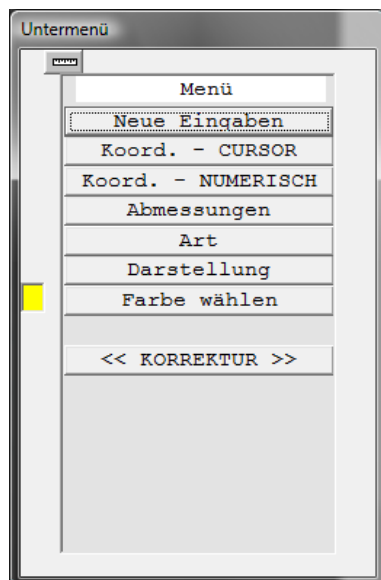 Untermenü
Menü
Neue Eingaben
Koord. - CURSOR
Koord. - NUMERISCH
Abmessungen
Art
Darstellung
Farbe wählen
<< KORREKTUR >>